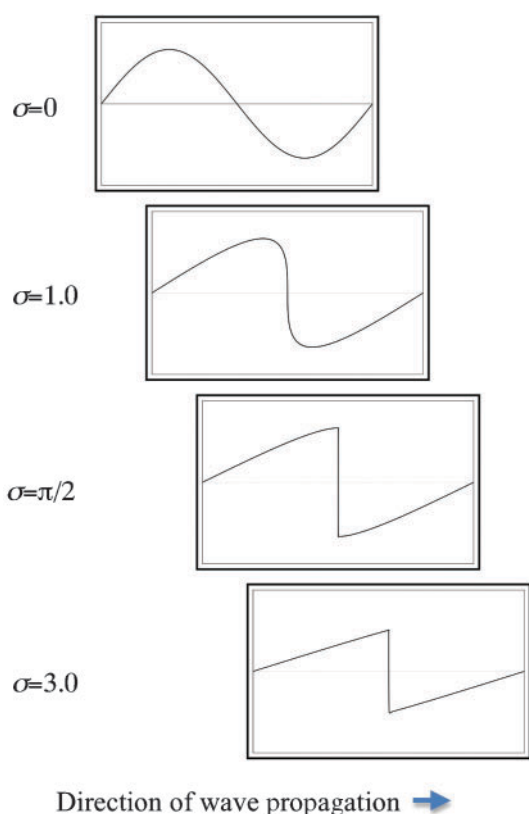 σ=0
σ=1.0
σ=π/2
σ=3.0
Direction of wave propagation